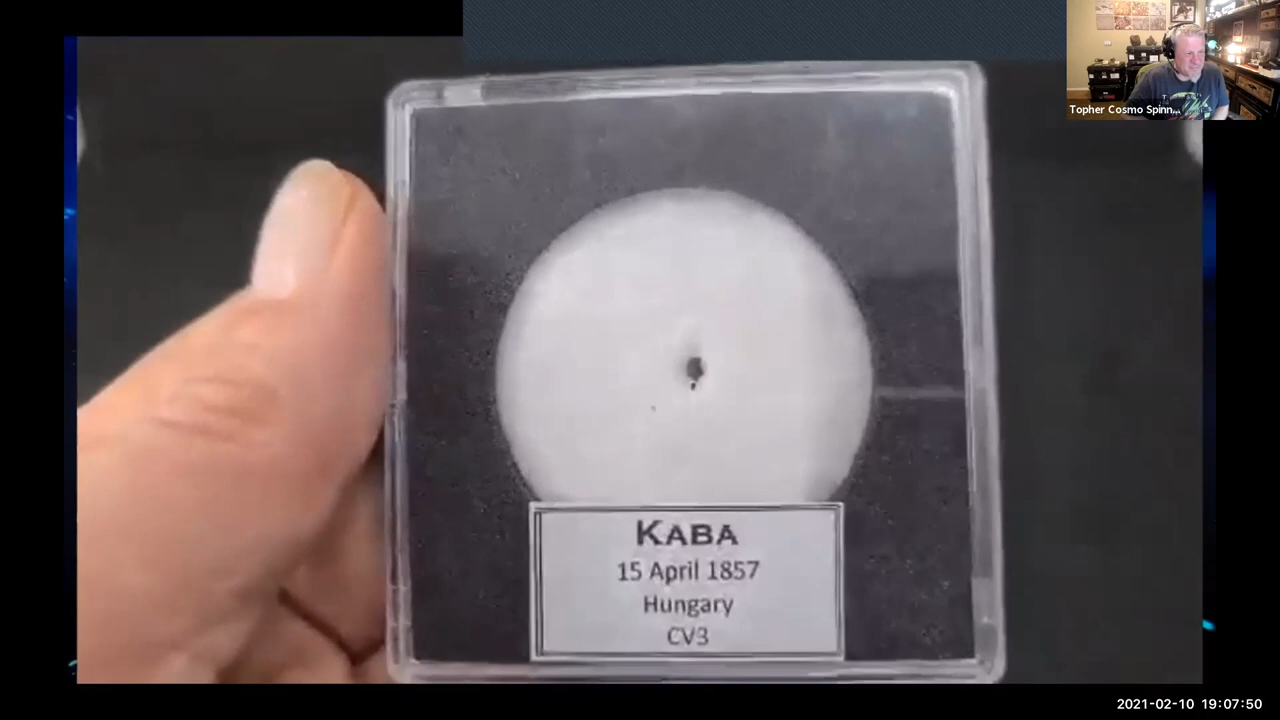 Topher Cosmo Spinn...
KABA
15 April 1857
Hungary
CV3
2021-02-10 19:07:50